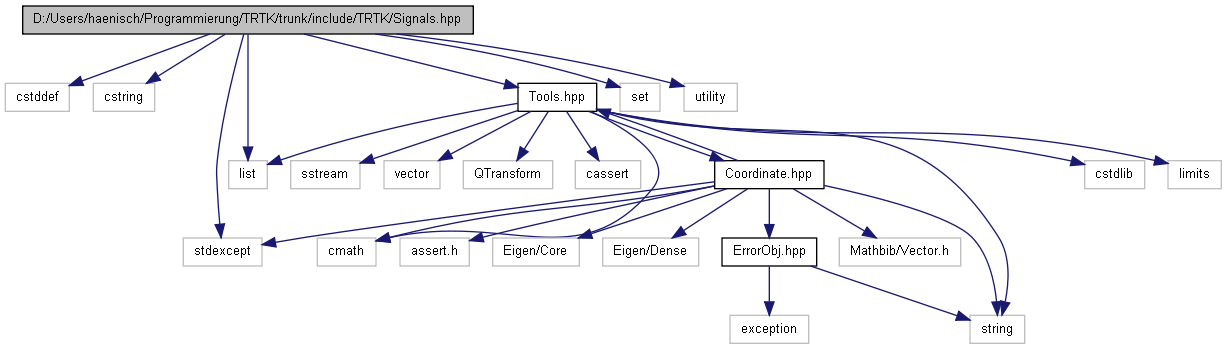 D:/Users/haenisch/Programmierung/TRTK/trunk/include/TRTK/Signals.hpp
cstddef
cstring
Tools.hpp
set
utility
list
sstream
vector
QTransform
cassert
Coordinate.hpp
cstdlib
limits
stdexcept
cmath
assert.h
Eigen/Core
Eigen/Dense
ErrorObj.hpp
Mathbib/Vector.h
exception
string